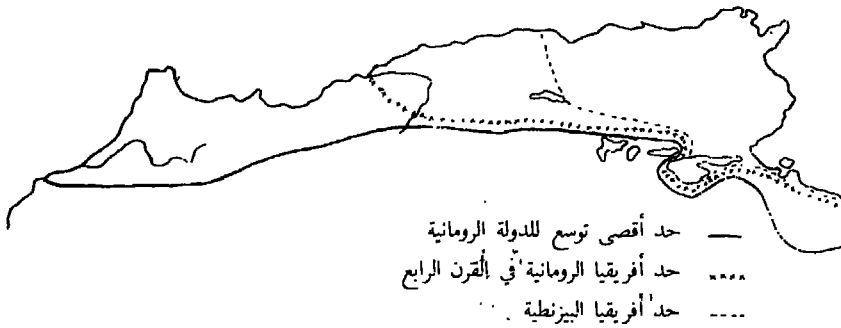 حد أقصى توسع للدولة الرومانية
حد أفريقيا الرومانية في القرن الرابع
حد أفريقيا البيزنطية